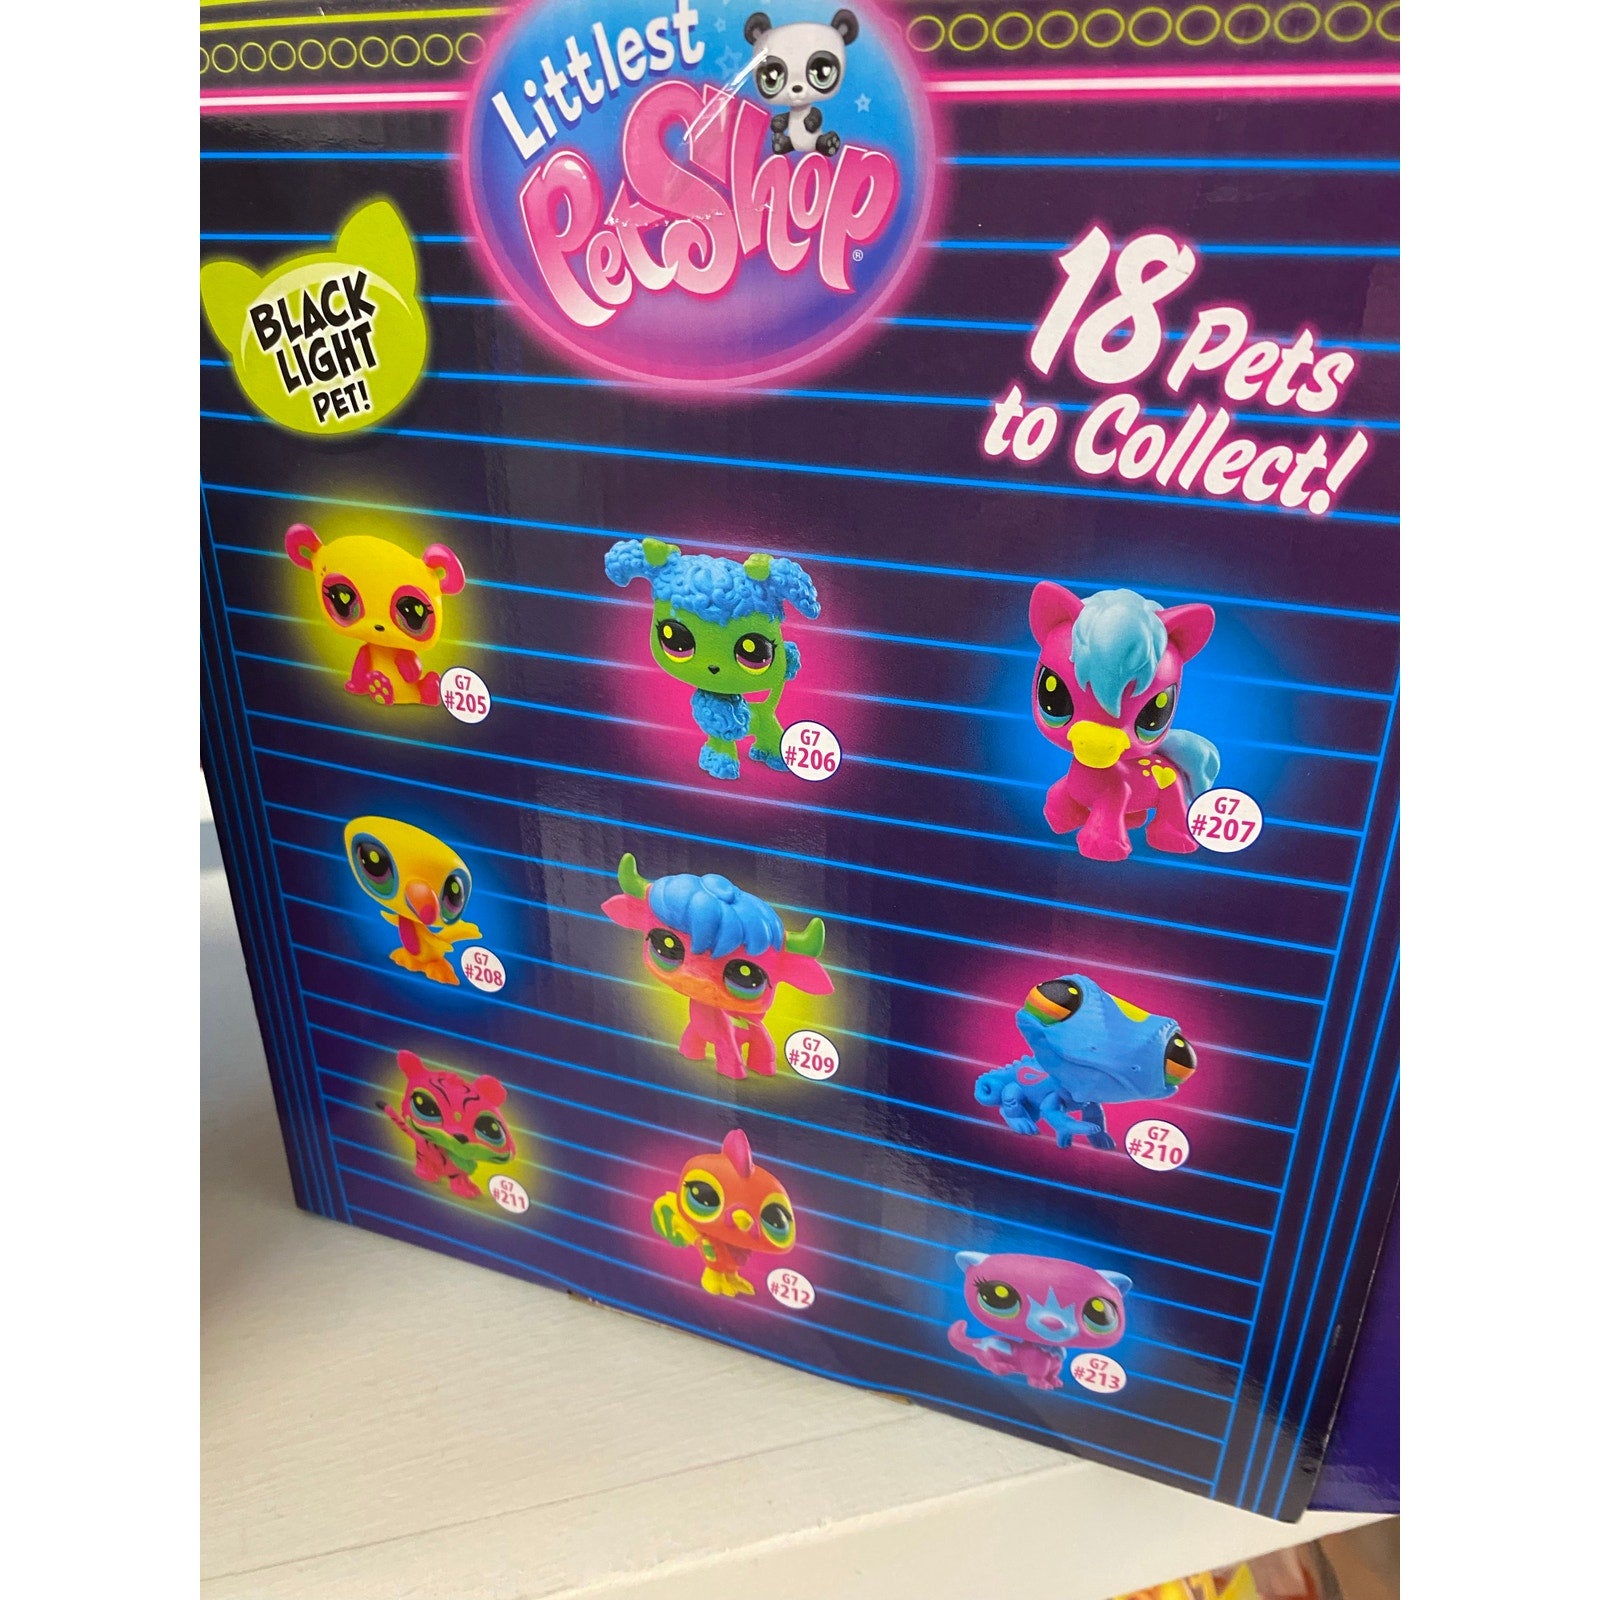 Littlest
PetShop®
BLACK
LIGHT
PET!
18 Pets
to Collect!
G7
#205
G7
#206
G7
#207
G7
#208
G7
#209
G7
#210
G7
#211
G7
#212
G7
#213